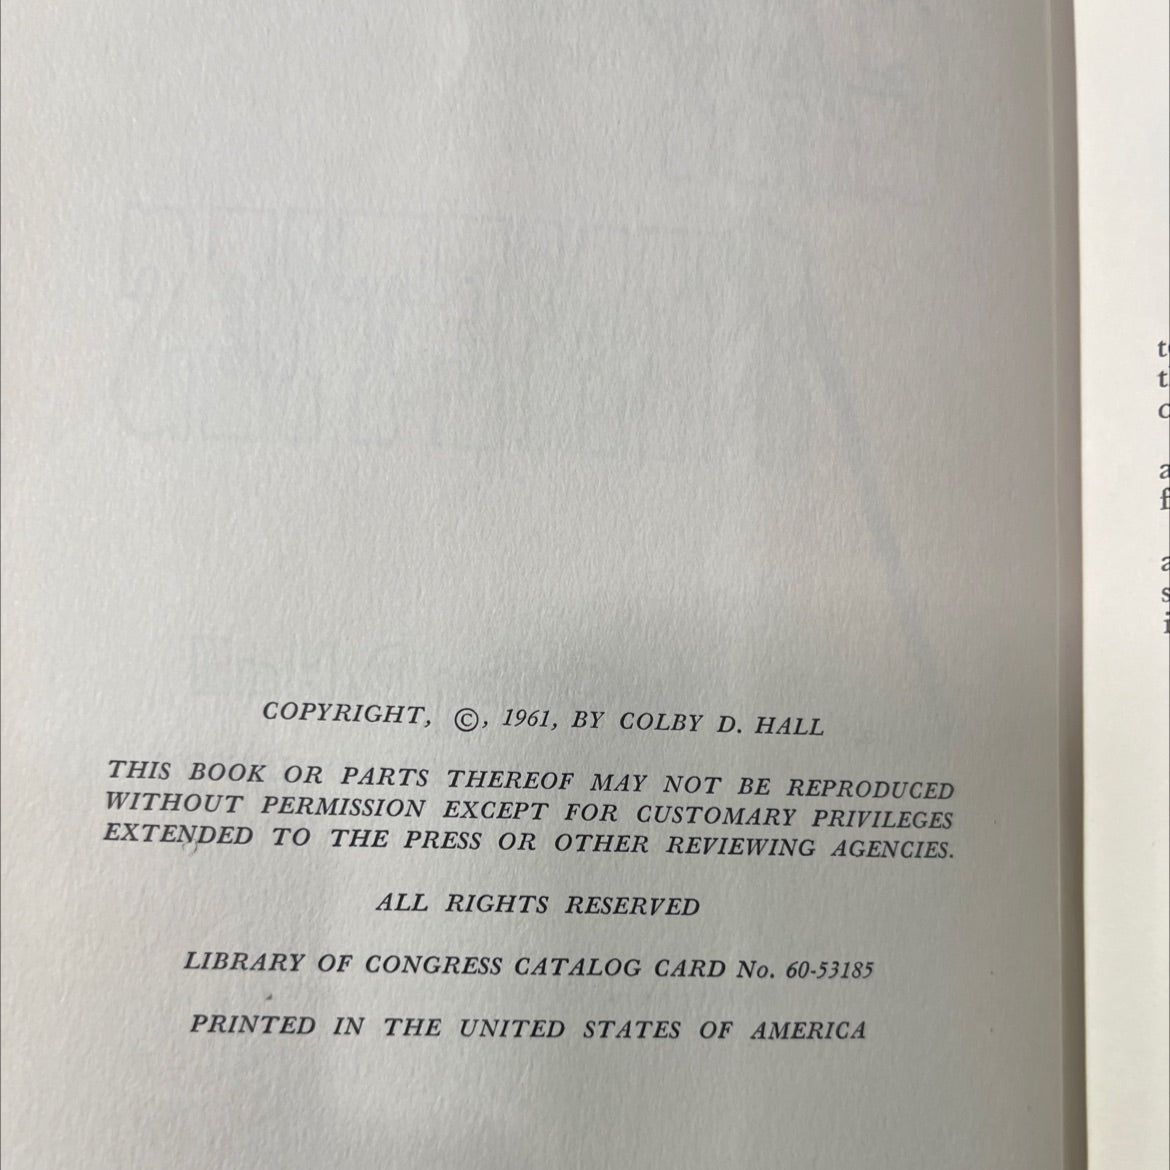 COPYRIGHT, ©, 1961, BY COLBY D. HALL
THIS BOOK OR PARTS THEREOF MAY NOT BE REPRODUCED
WITHOUT PERMISSION EXCEPT FOR CUSTOMARY PRIVILEGES
EXTENDED TO THE PRESS OR OTHER REVIEWING AGENCIES.
ALL RIGHTS RESERVED
LIBRARY OF CONGRESS CATALOG CARD No. 60-53185
PRINTED IN THE UNITED STATES OF AMERICA